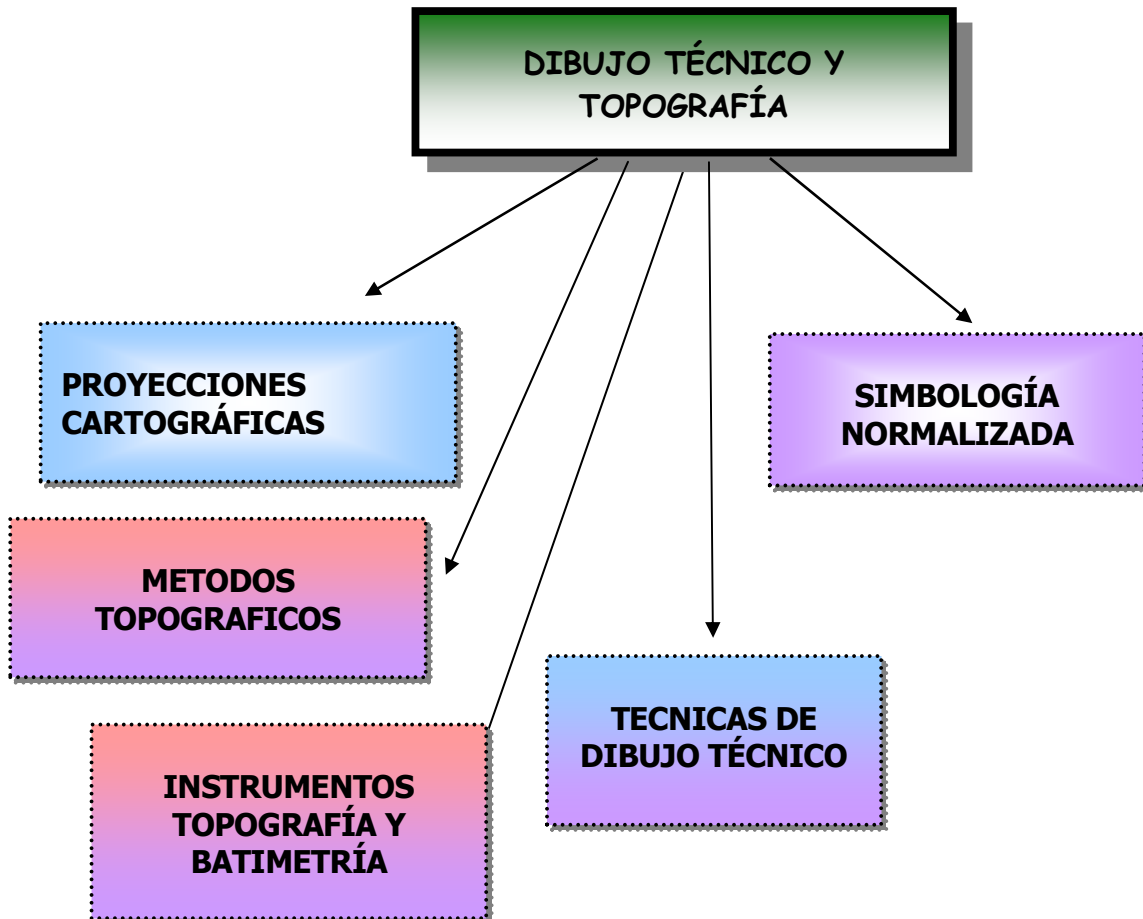 DIBUJO TÉCNICO Y
TOPOGRAFÍA
PROYECCIONES
CARTOGRÁFICAS
SIMBOLOGÍA
NORMALIZADA
METODOS
TOPOGRAFICOS
TECNICAS DE
DIBUJO TÉCNICO
INSTRUMENTOS
TOPOGRAFÍA Y
BATIMETRÍA